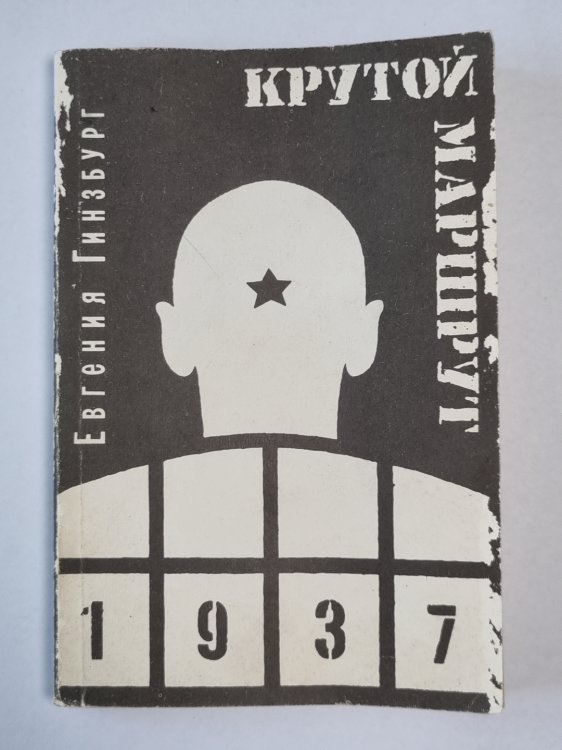 Евгения Гинзбург
Крутой
маршрут
1937